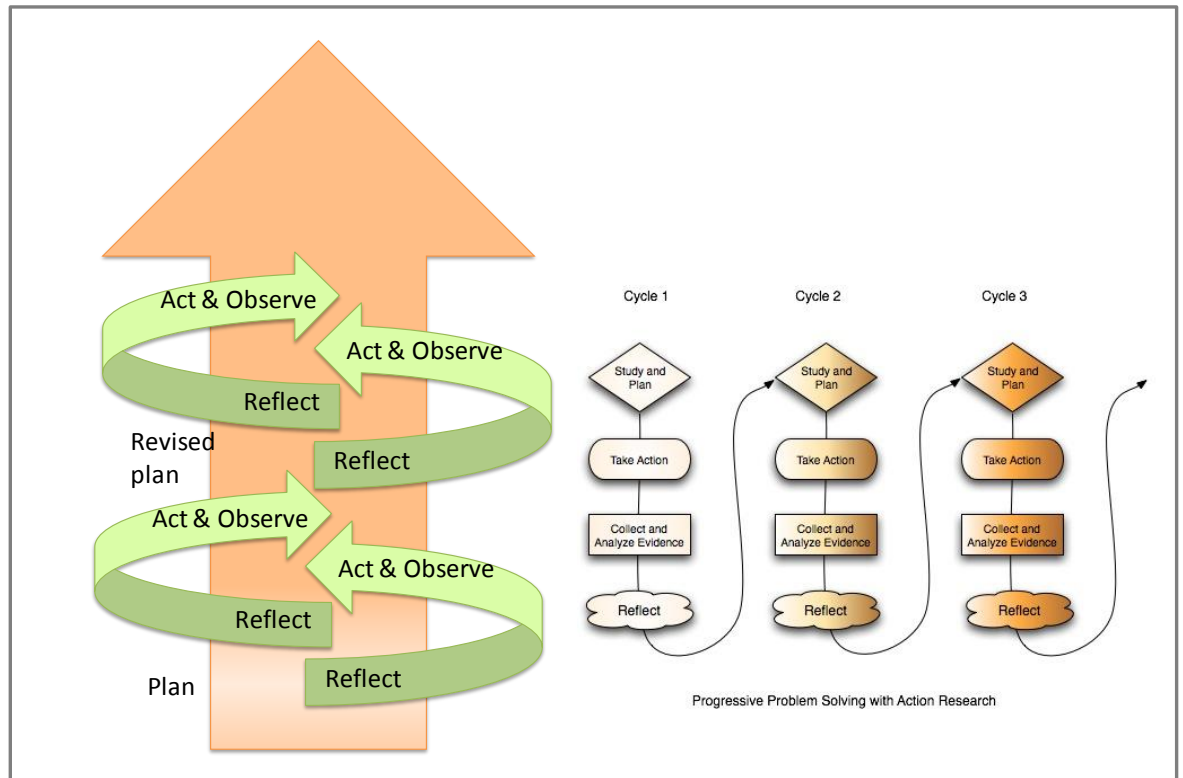 Act & Observe
Act & Observe
Reflect
Revised
plan
Reflect
Act & Observe
Act & Observe
Reflect
Plan
Reflect
Cycle 1
Cycle 2
Cycle 3
Study and
Plan
Study and
Plan
Study and
Plan
Take Action
Take Action
Take Action
Collect and
Analyze Evidence
Collect and
Analyze Evidence
Collect and
Analyze Evidence
Reflect
Reflect
Reflect
Progressive Problem Solving with Action Research